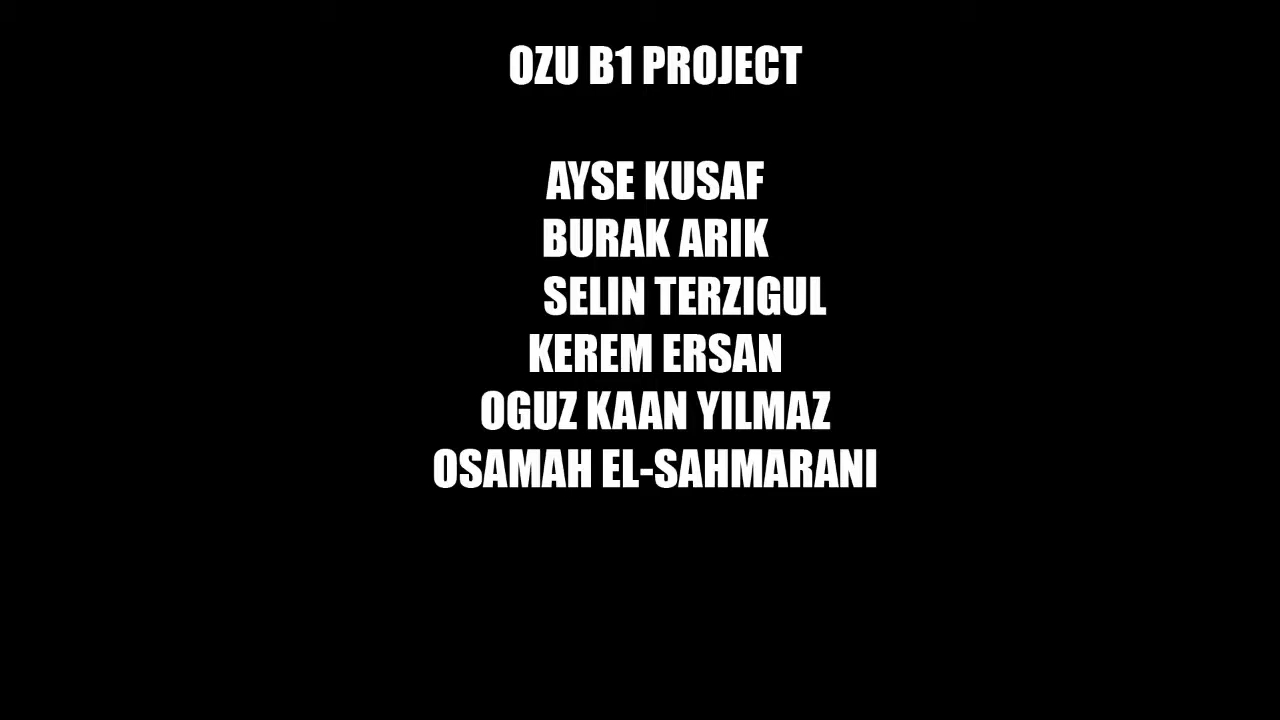 OZU B1 PROJECT
AYSE KUSAF
BURAK ARIK
SELIN TERZIGUL
KEREM ERSAN
OGUZ KAAN YILMAZ
OSAMAH EL-SAHMARANI